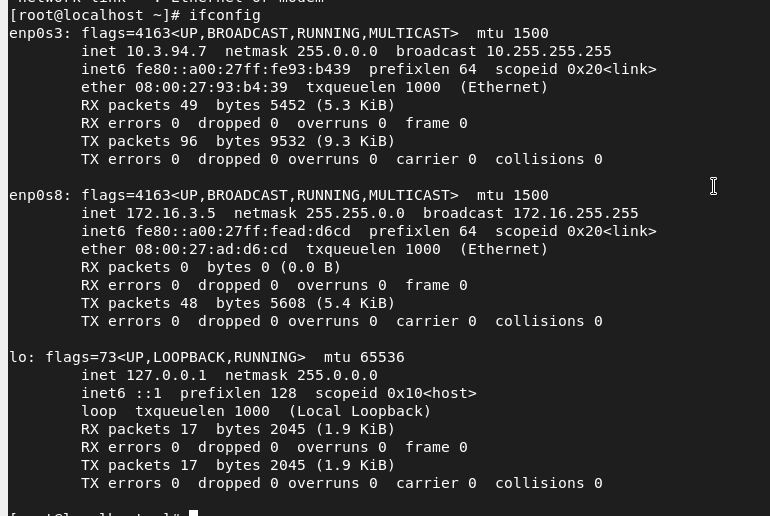 [root@localhost ~]# ifconfig
enp0s3: flags=4163<UP,BROADCAST,RUNNING,MULTICAST>  mtu 1500
        inet 10.3.94.7  netmask 255.0.0.0  broadcast 10.255.255.255
        inet6 fe80::a00:27ff:fe93:b439  prefixlen 64  scopeid 0x20<link>
        ether 08:00:27:93:b4:39  txqueuelen 1000  (Ethernet)
        RX packets 49  bytes 5452 (5.3 KiB)
        RX errors 0  dropped 0  overruns 0  frame 0
        TX packets 96  bytes 9532 (9.3 KiB)
        TX errors 0  dropped 0 overruns 0  carrier 0  collisions 0

enp0s8: flags=4163<UP,BROADCAST,RUNNING,MULTICAST>  mtu 1500
        inet 172.16.3.5  netmask 255.255.0.0  broadcast 172.16.255.255
        inet6 fe80::a00:27ff:fead:d6cd  prefixlen 64  scopeid 0x20<link>
        ether 08:00:27:ad:d6:cd  txqueuelen 1000  (Ethernet)
        RX packets 0  bytes 0 (0.0 B)
        RX errors 0  dropped 0  overruns 0  frame 0
        TX packets 48  bytes 5608 (5.4 KiB)
        TX errors 0  dropped 0 overruns 0  carrier 0  collisions 0

lo: flags=73<UP,LOOPBACK,RUNNING>  mtu 65536
        inet 127.0.0.1  netmask 255.0.0.0
        inet6 ::1  prefixlen 128  scopeid 0x10<host>
        loop  txqueuelen 1000  (Local Loopback)
        RX packets 17  bytes 2045 (1.9 KiB)
        RX errors 0  dropped 0  overruns 0  frame 0
        TX packets 17  bytes 2045 (1.9 KiB)
        TX errors 0  dropped 0 overruns 0  carrier 0  collisions 0